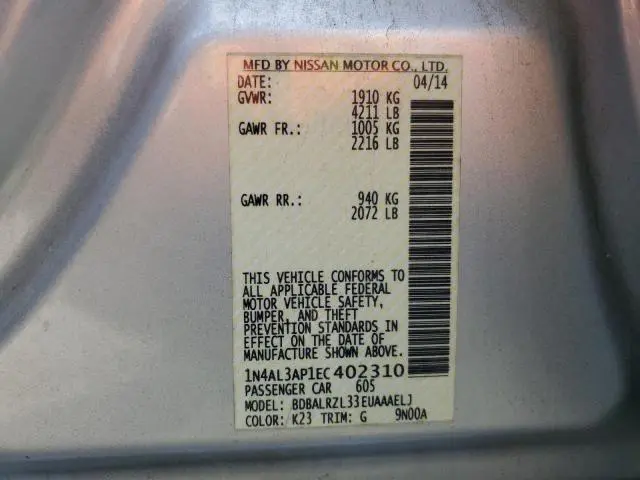 MFD BY NISSAN MOTOR CO., LTD.
DATE: 04/14
GVWR: 1910 KG
4211 LB
GAWR FR.: 1005 KG
2216 LB
GAWR RR.: 940 KG
2072 LB
THIS VEHICLE CONFORMS TO
ALL APPLICABLE FEDERAL
MOTOR VEHICLE SAFETY,
BUMPER, AND THEFT
PREVENTION STANDARDS IN
EFFECT ON THE DATE OF
MANUFACTURE SHOWN ABOVE.
1N4AL3AP1EC402310
PASSENGER CAR 605
MODEL: BDBALRZL33EUAAAELJ
COLOR: K23 TRIM: G 9N00A